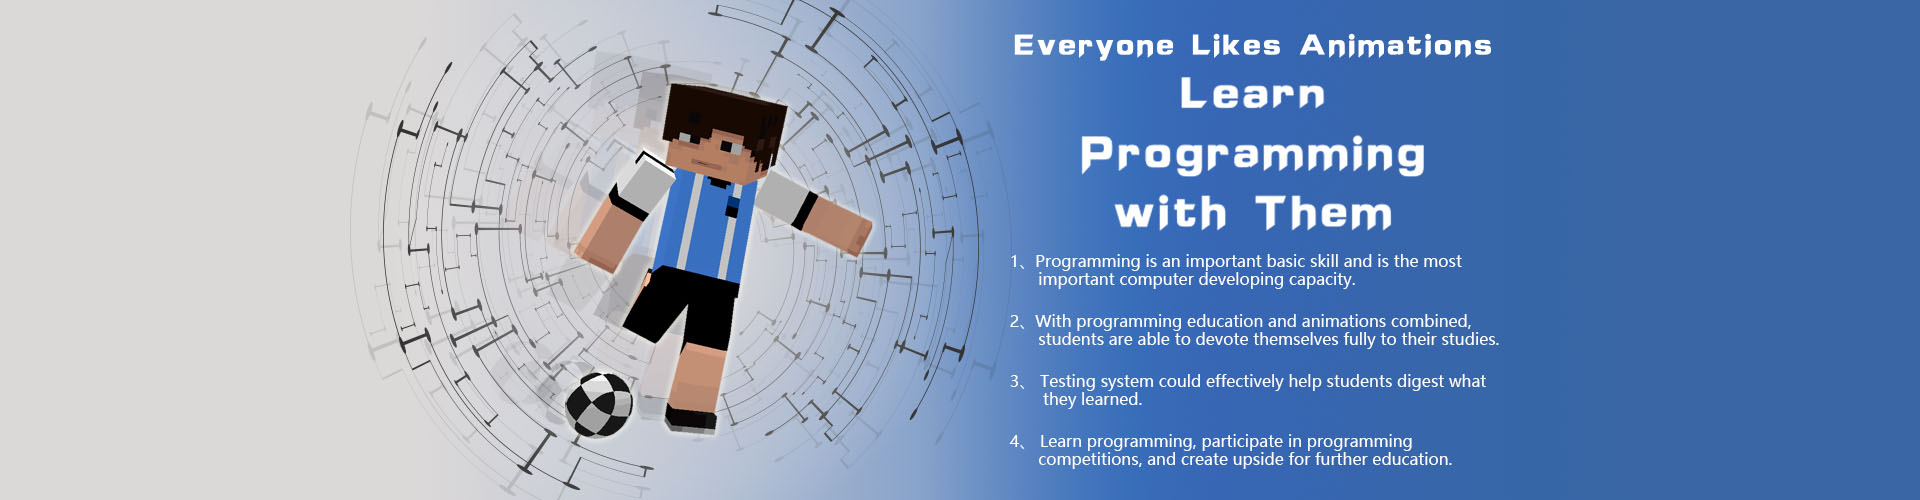 Everyone Likes Animations
Learn
Programming
with Them
1、Programming is an important basic skill and is the most
important computer developing capacity.
2、With programming education and animations combined,
students are able to devote themselves fully to their studies.
3、 Testing system could effectively help students digest what
they learned.
4、 Learn programming, participate in programming
competitions, and create upside for further education.